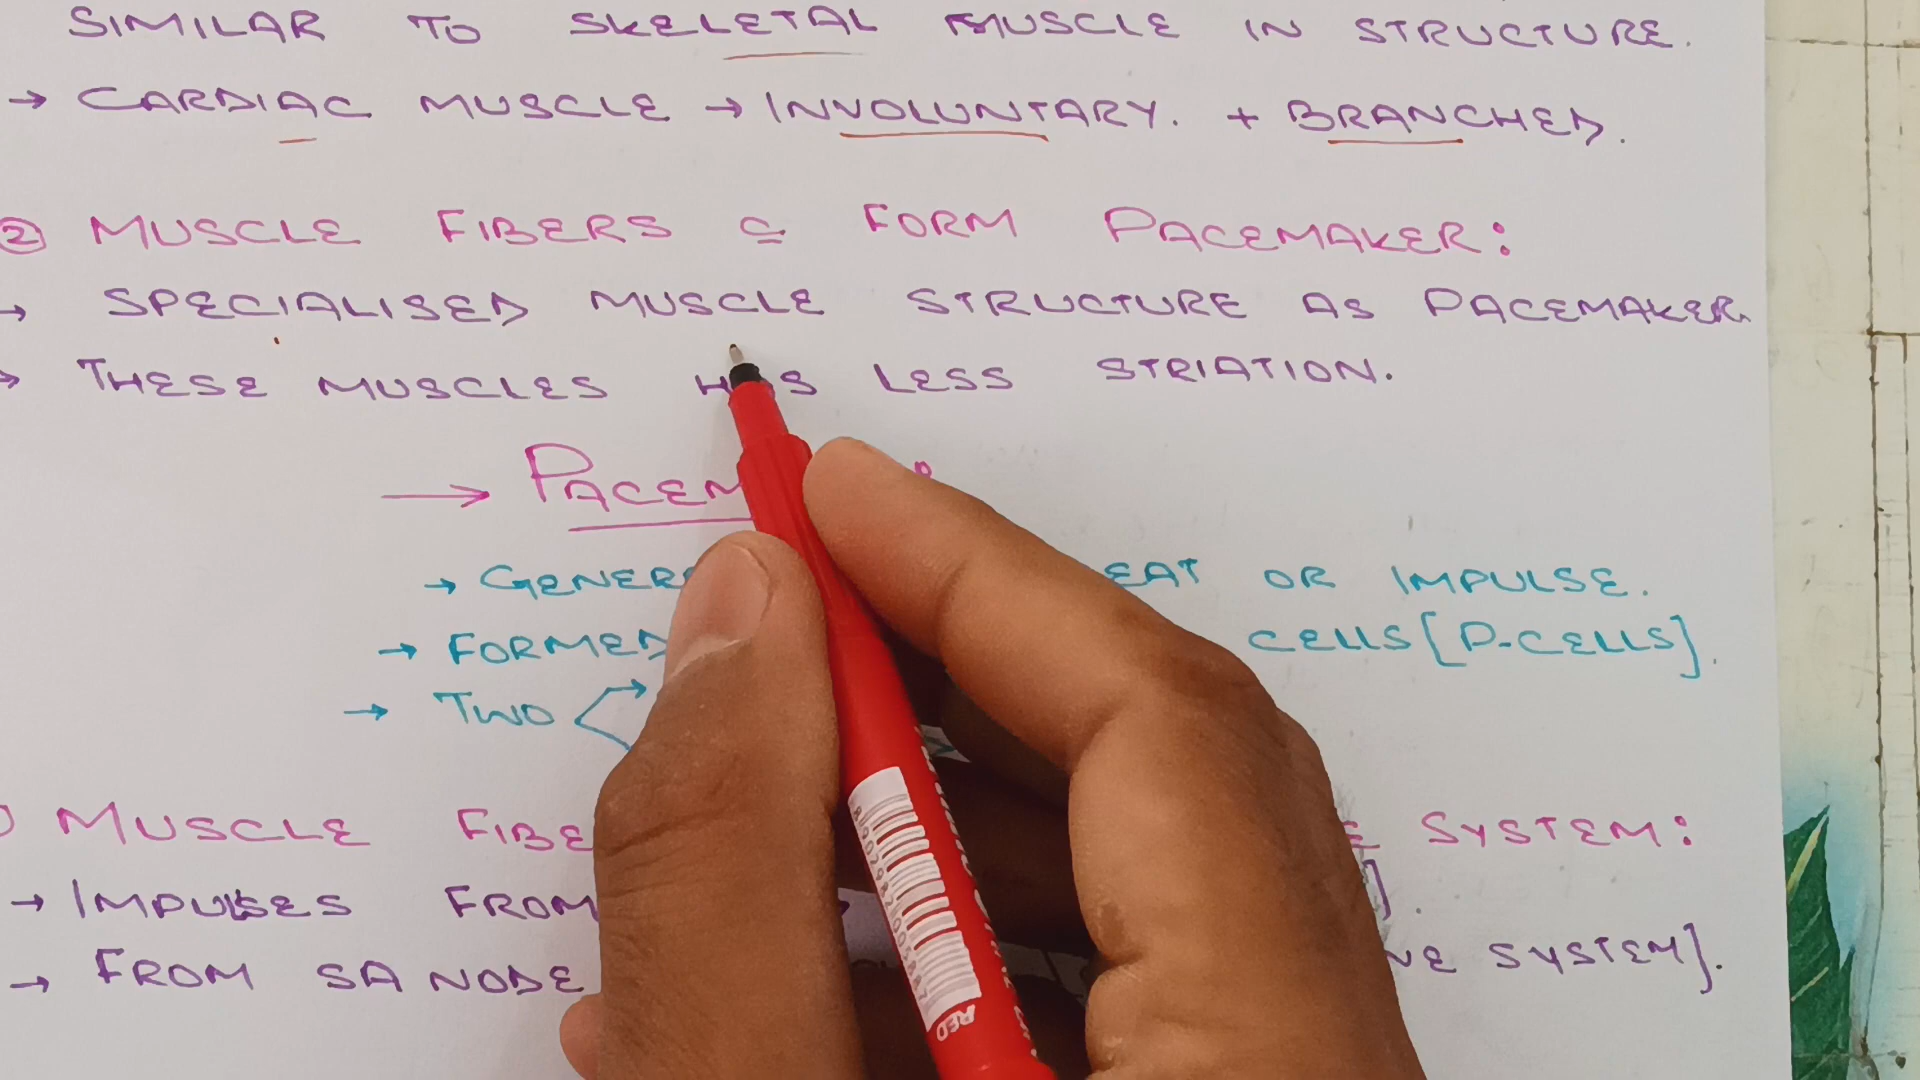 SIMILAR TO SKELETAL MUSCLE IN STRUCTURE.
→ CARDIAC MUSCLE → INVOLUNTARY. + BRANCHED.
② MUSCLE FIBERS FORM PACEMAKER:
→ SPECIALISED MUSCLE STRUCTURE AS PACEMAKER.
→ THESE MUSCLES HAS LESS STRIATION.
→ PACEM
→ GENER EAT OR IMPULSE.
→ FORMED CELLS [P-CELLS].
→ TWO
MUSCLE FIBE E SYSTEM:
→ IMPULSES FROM ].
→ FROM SA NODE VE SYSTEM].
RED